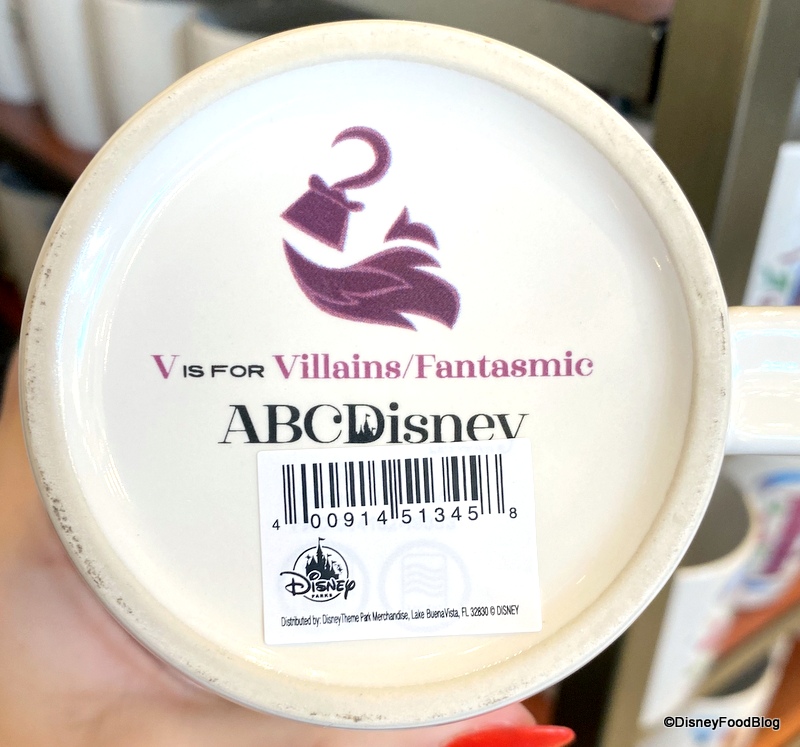 V IS FOR Villains/Fantasmic
ABCDisney
4 00914 51345 8
Disney
PARKS
Distributed by: Disney Theme Park Merchandise, Lake Buena Vista, FL 32830 © DISNEY
©DisneyFoodBlog